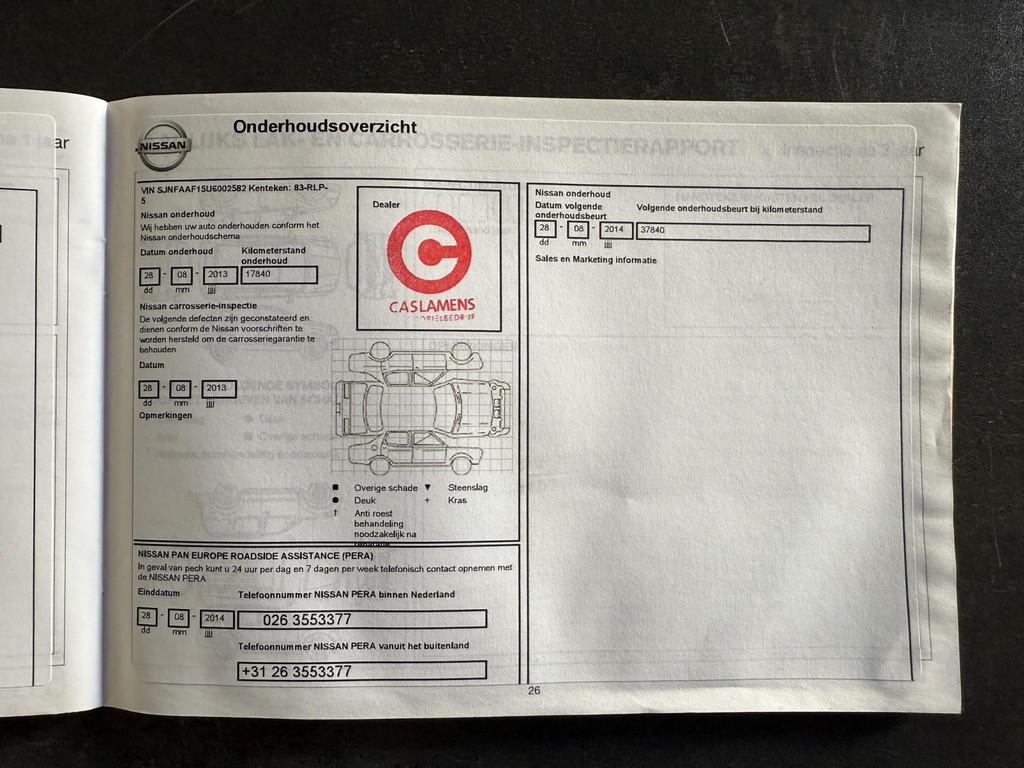 Onderhoudsoverzicht
NISSAN
ar
VIN SJNFAAF15U6002582 Kenteken: 83-RLP-
5
Nissan onderhoud
Wij hebben uw auto onderhouden conform het
Nissan onderhoudschema
Datum onderhoud Kilometerstand
onderhoud
28 - 08 - 2013 17840
dd mm jjjj
Nissan carrosserie-inspectie
De volgende defecten zijn geconstateerd en
dienen conform de Nissan voorschriften te
worden hersteld om de carrosseriegarantie te
behouden
Datum
28 - 08 - 2013
dd mm jjjj
Opmerkingen
Dealer
C
CASLAMENS
■ Overige schade ▼ Steenslag
● Deuk + Kras
† Anti roest
behandeling
noodzakelijk na
NISSAN PAN EUROPE ROADSIDE ASSISTANCE (PERA)
In geval van pech kunt u 24 uur per dag en 7 dagen per week telefonisch contact opnemen met
de NISSAN PERA
Einddatum Telefoonnummer NISSAN PERA binnen Nederland
28 - 08 - 2014 026 3553377
dd mm jjjj
Telefoonnummer NISSAN PERA vanuit het buitenland
+31 26 3553377
Nissan onderhoud
Datum volgende Volgende onderhoudsbeurt bij kilometerstand
onderhoudsbeurt
28 - 08 - 2014 37840
dd mm jjjj
Sales en Marketing informatie
26